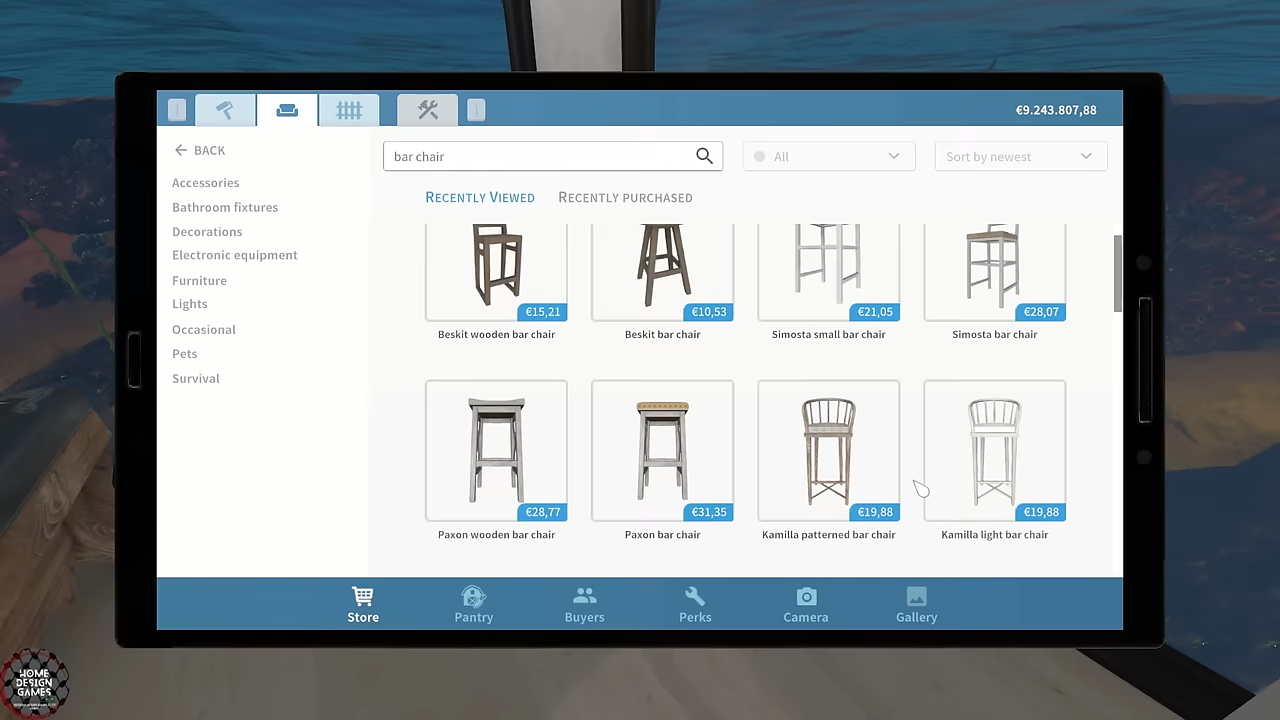 €9.243.807,88
BACK
bar chair
All
Sort by newest
Accessories
Bathroom fixtures
Decorations
Electronic equipment
Furniture
Lights
Occasional
Pets
Survival
RECENTLY VIEWED
RECENTLY PURCHASED
€15,21
€10,53
€21,05
€28,07
Beskit wooden bar chair
Beskit bar chair
Simosta small bar chair
Simosta bar chair
€28,77
€31,35
€19,88
€19,88
Paxon wooden bar chair
Paxon bar chair
Kamilla patterned bar chair
Kamilla light bar chair
Store
Pantry
Buyers
Perks
Camera
Gallery
HOME
DESIGN
GAMES